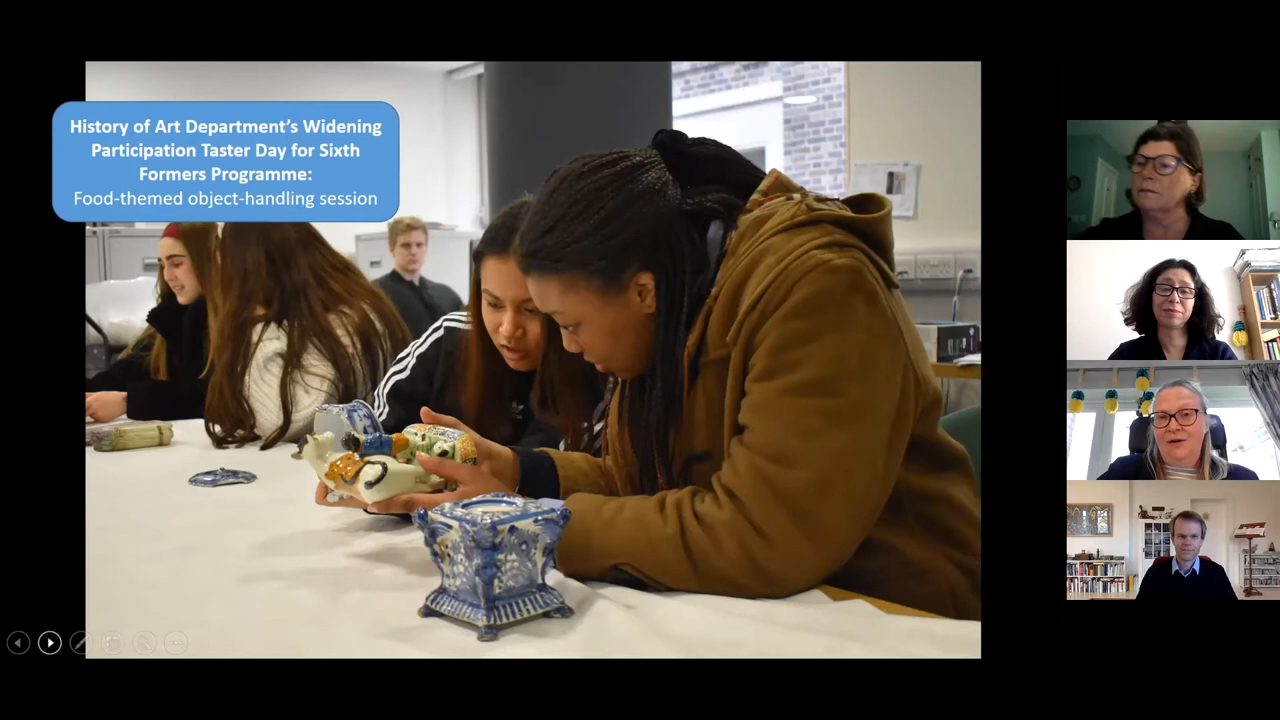 History of Art Department’s Widening
Participation Taster Day for Sixth
Formers Programme:
Food-themed object-handling session